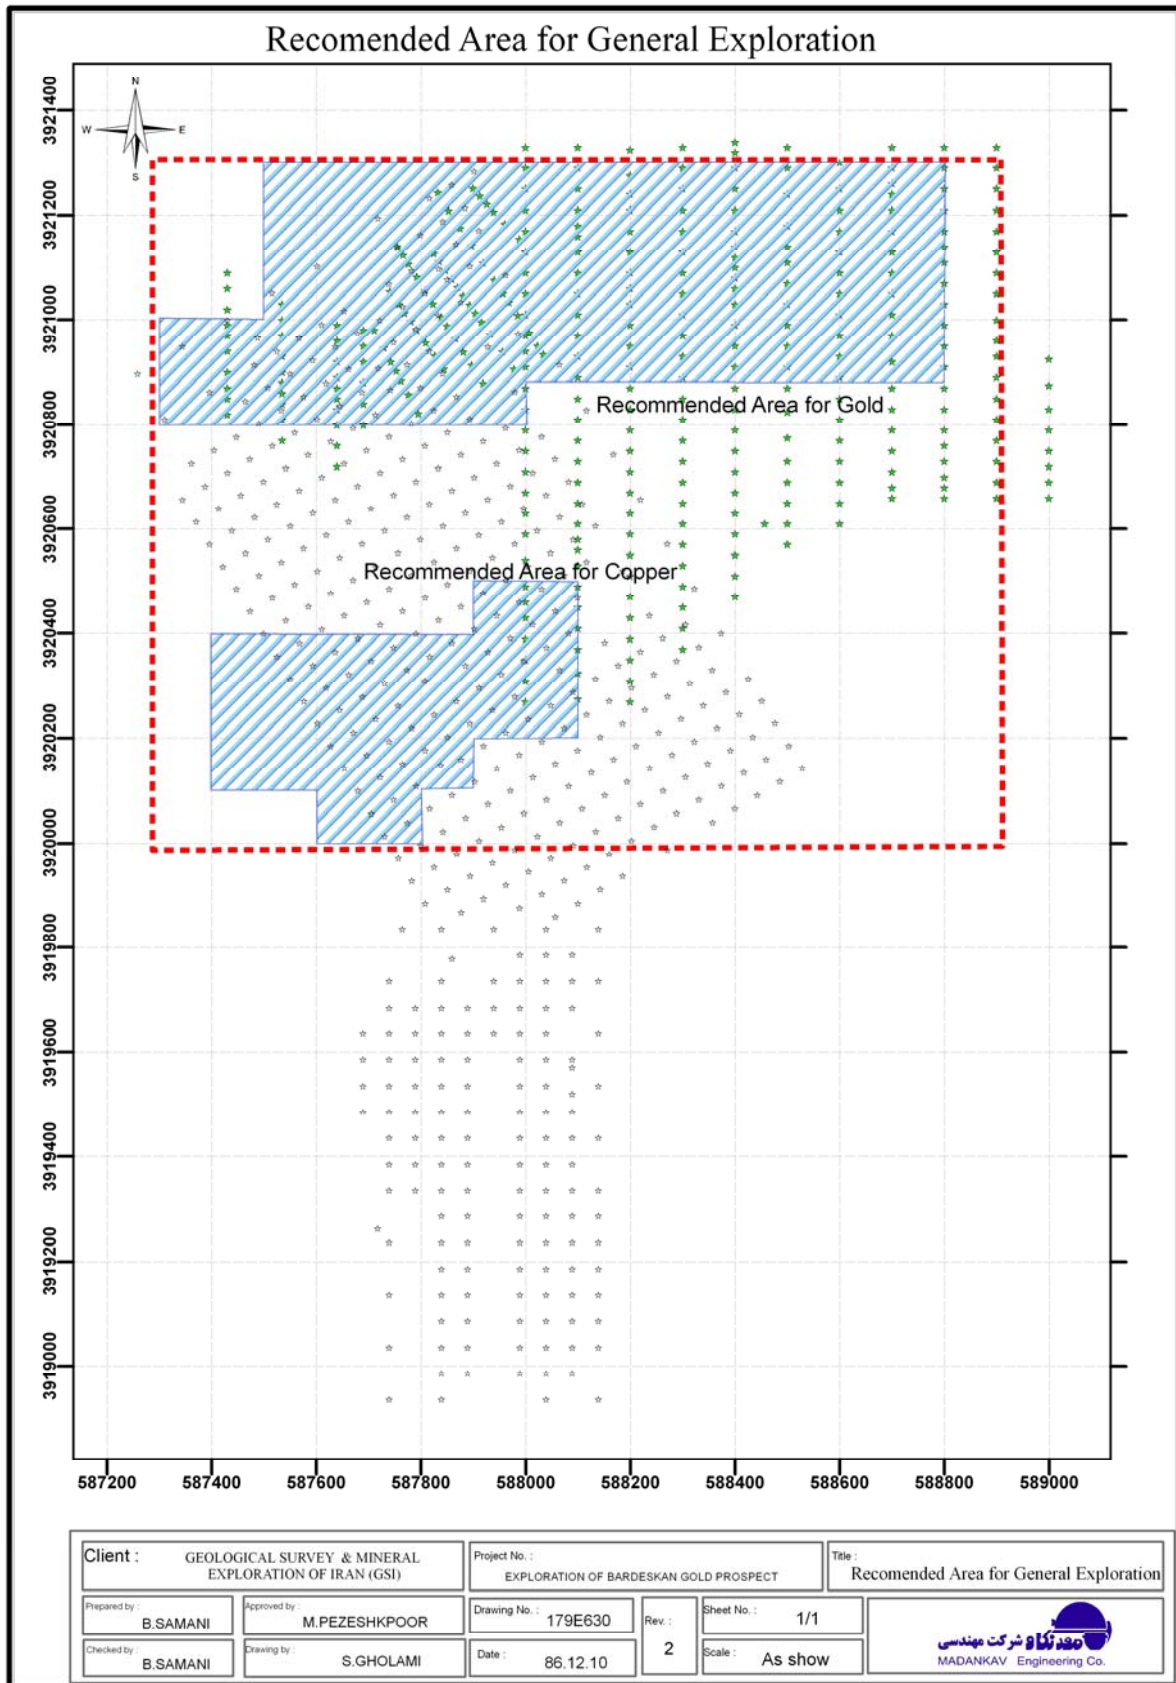 Recomended Area for General Exploration
N
W
E
S
3921400
3921200
3921000
3920800
3920600
3920400
3920200
3920000
3919800
3919600
3919400
3919200
3919000
Recommended Area for Gold
Recommended Area for Copper
587200 587400 587600 587800 588000 588200 588400 588600 588800 589000
Client :
GEOLOGICAL SURVEY & MINERAL
EXPLORATION OF IRAN (GSI)
Project No. :
EXPLORATION OF BARDESKAN GOLD PROSPECT
Title :
Recomended Area for General Exploration
Prepared by :
B.SAMANI
Approved by :
M.PEZESHKPOOR
Drawing No. :
179E630
Rev. :
2
Sheet No. :
1/1
Checked by :
B.SAMANI
Drawing by :
S.GHOLAMI
Date :
86.12.10
Scale :
As show
شرکت مهندسی
MADANKAV Engineering Co.